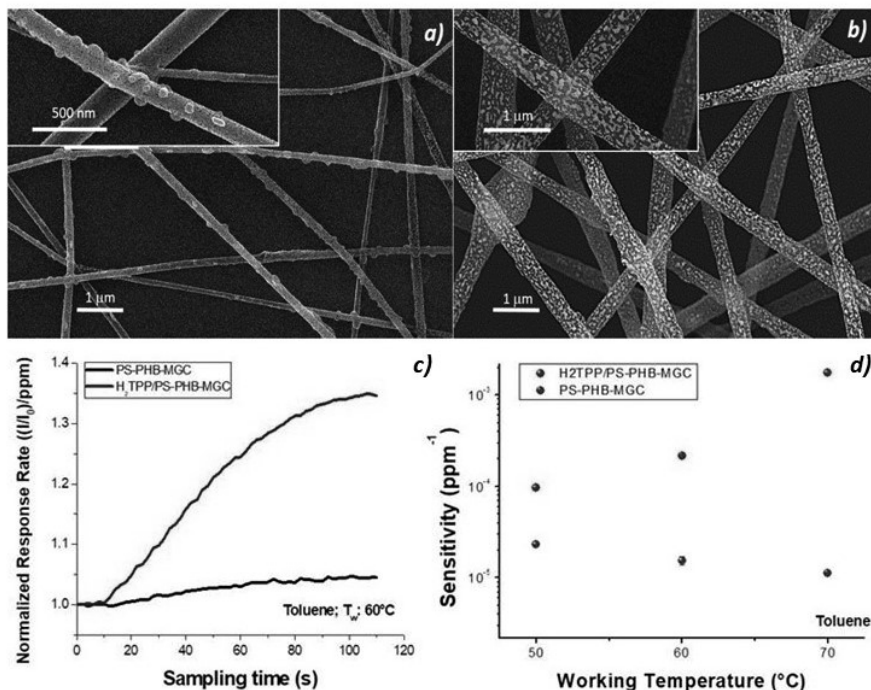 a)
500 nm
1 µm
b)
1 µm
1 µm
c)
PS-PHB-MGC
H₂TPP/PS-PHB-MGC
Normalized Response Rate ((I/I₀)/ppm)
1.4
1.3
1.2
1.1
1.0
0
20
40
60
80
100
120
Toluene; T_w: 60°C
Sampling time (s)
d)
H2TPP/PS-PHB-MGC
PS-PHB-MGC
Sensitivity (ppm⁻¹)
10⁻³
10⁻⁴
10⁻⁵
Toluene
50
60
70
Working Temperature (°C)